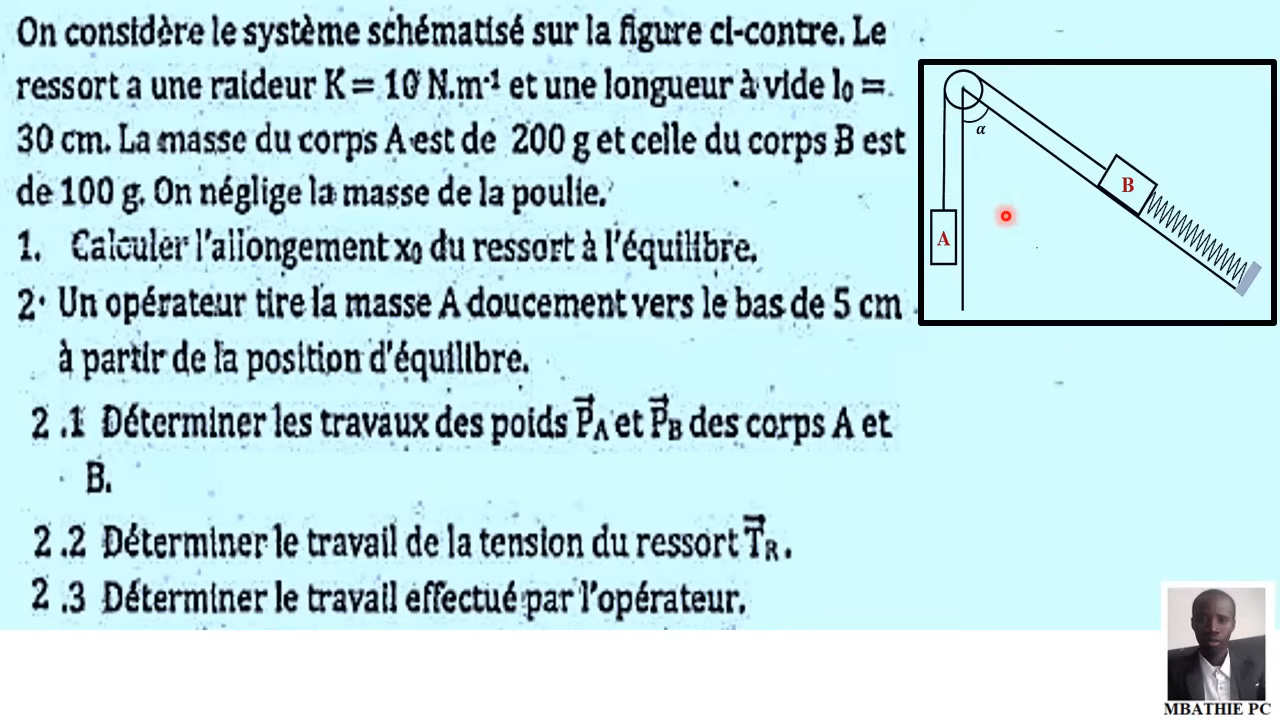 On considère le système schématisé sur la figure ci-contre. Le
ressort a une raideur K = 10 N.m⁻¹ et une longueur à vide l₀ =
30 cm. La masse du corps A est de 200 g et celle du corps B est
de 100 g. On néglige la masse de la poulie.
1. Calculer l'allongement x₀ du ressort à l'équilibre.
2. Un opérateur tire la masse A doucement vers le bas de 5 cm
à partir de la position d'équilibre.
2.1 Déterminer les travaux des poids P⃗_A et P⃗_B des corps A et
B.
2.2 Déterminer le travail de la tension du ressort T⃗_R.
2.3 Déterminer le travail effectué par l'opérateur.
α
B
A
MBATHIE PC